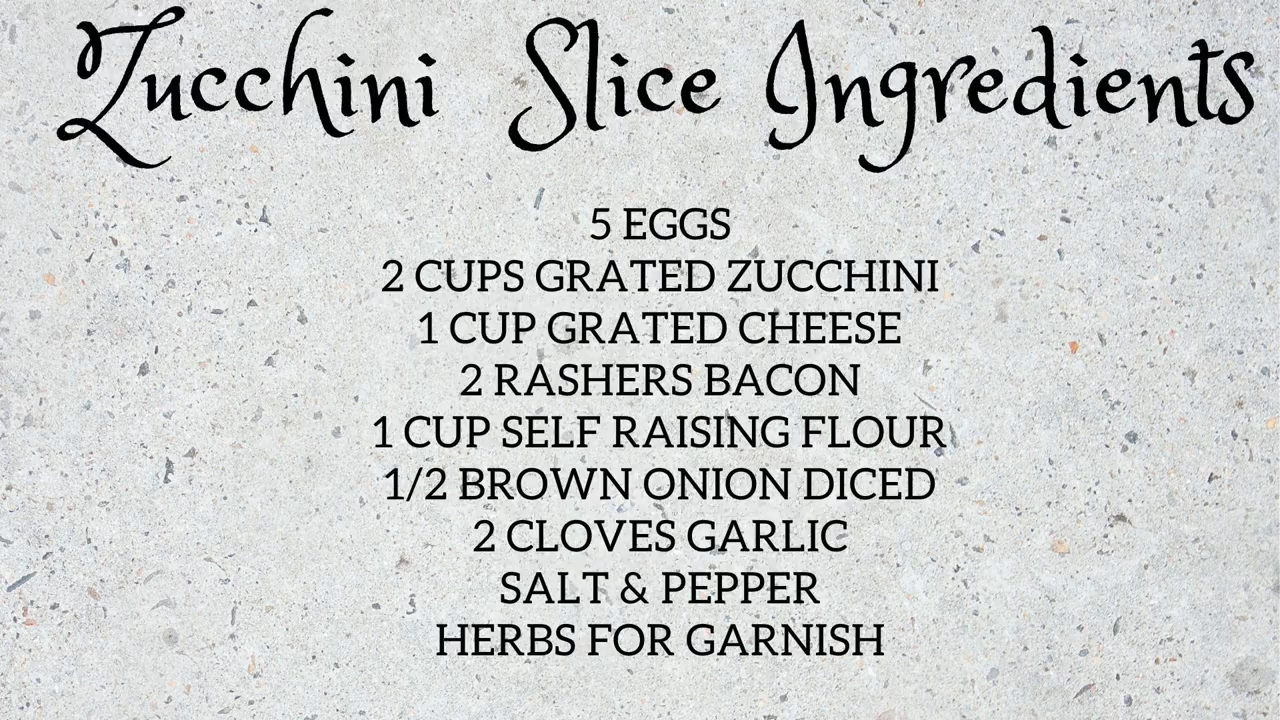 Zucchini Slice Ingredients
5 EGGS
2 CUPS GRATED ZUCCHINI
1 CUP GRATED CHEESE
2 RASHERS BACON
1 CUP SELF RAISING FLOUR
1/2 BROWN ONION DICED
2 CLOVES GARLIC
SALT & PEPPER
HERBS FOR GARNISH